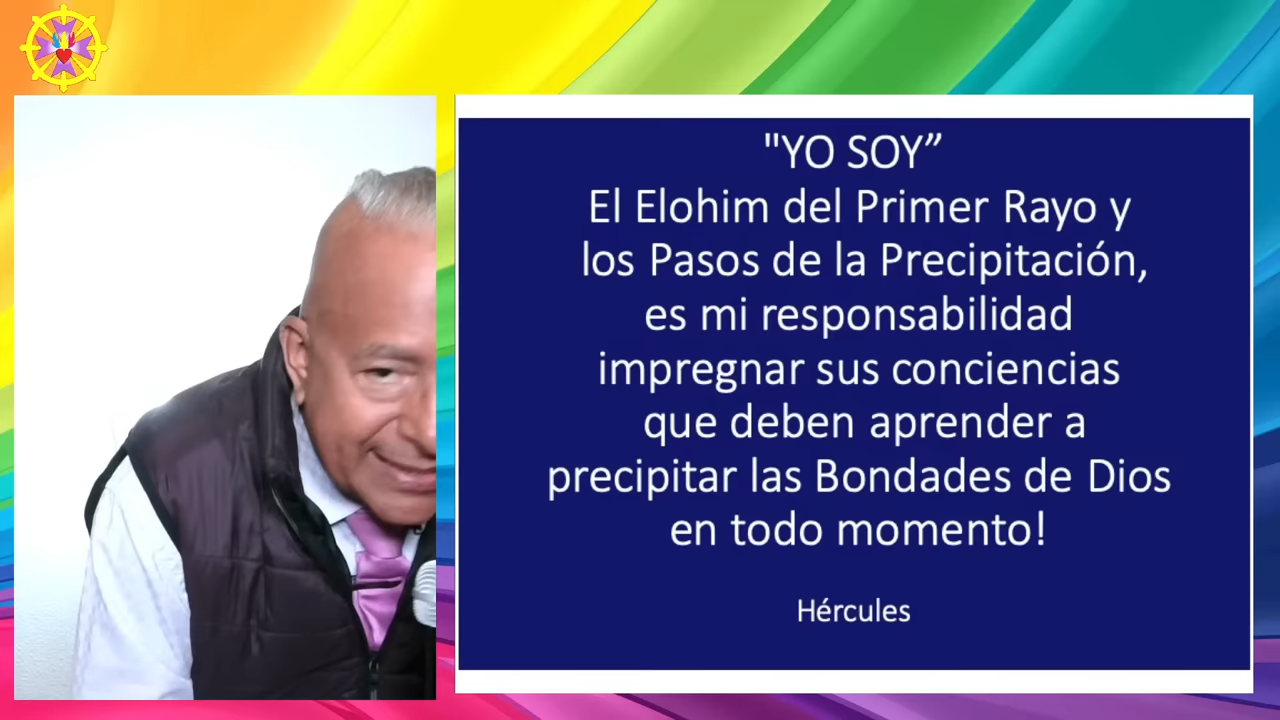 "YO SOY”
El Elohim del Primer Rayo y
los Pasos de la Precipitación,
es mi responsabilidad
impregnar sus conciencias
que deben aprender a
precipitar las Bondades de Dios
en todo momento!
Hércules